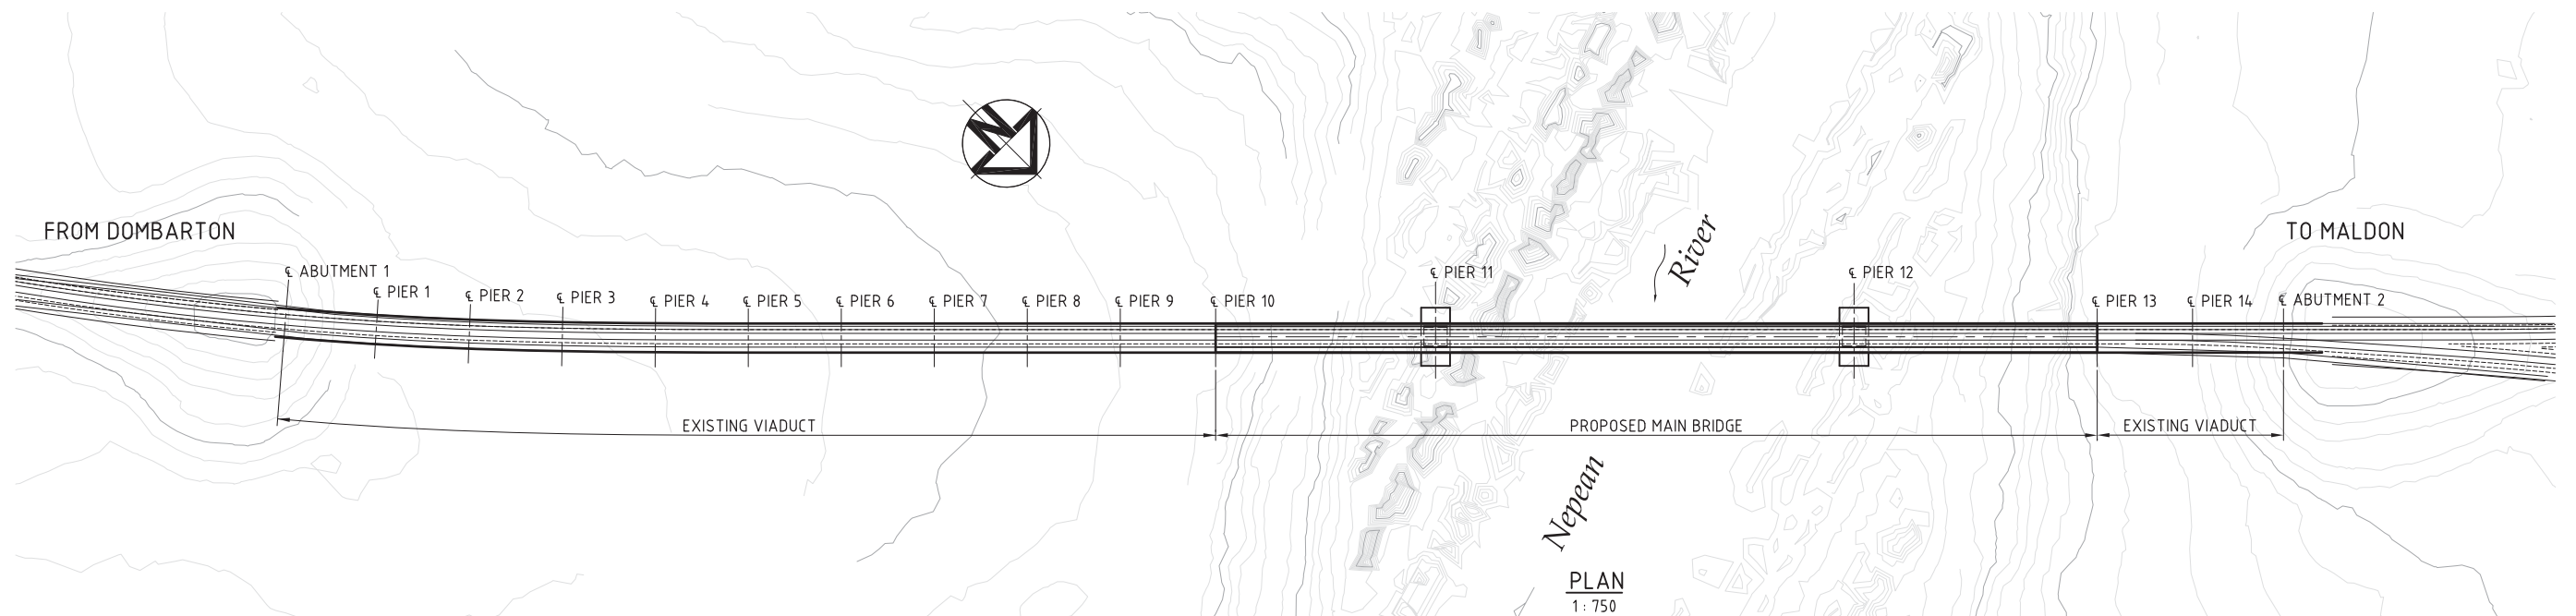 N
FROM DOMBARTON
TO MALDON
℄ ABUTMENT 1
℄ PIER 1
℄ PIER 2
℄ PIER 3
℄ PIER 4
℄ PIER 5
℄ PIER 6
℄ PIER 7
℄ PIER 8
℄ PIER 9
℄ PIER 10
℄ PIER 11
℄ PIER 12
℄ PIER 13
℄ PIER 14
℄ ABUTMENT 2
River
EXISTING VIADUCT
PROPOSED MAIN BRIDGE
EXISTING VIADUCT
Nepean
PLAN
1 : 750